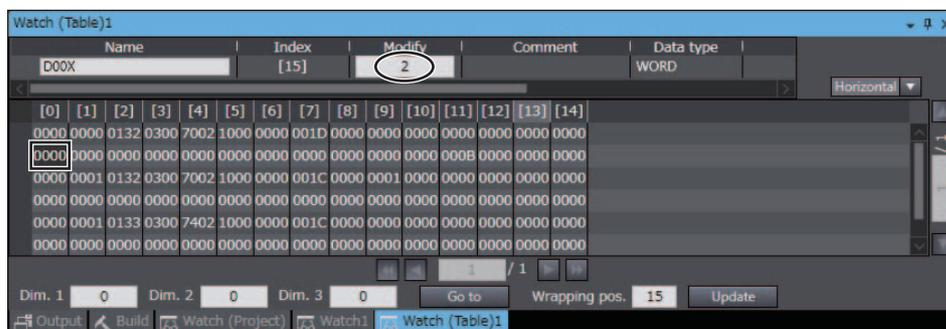 Watch (Table)1
Name Index Modify Comment Data type
D00X [15] 2 WORD
Horizontal
[0] [1] [2] [3] [4] [5] [6] [7] [8] [9] [10] [11] [12] [13] [14]
0000 0000 0132 0300 7002 1000 0000 001D 0000 0000 0000 0000 0000 0000 0000
0000 0000 0000 0000 0000 0000 0000 0000 0000 0000 0000 000B 0000 0000 0000
0000 0001 0132 0300 7002 1000 0000 001C 0000 0001 0000 0000 0000 0000 0000
0000 0000 0000 0000 0000 0000 0000 0000 0000 0000 0000 0000 0000 0000 0000
0000 0001 0133 0300 7402 1000 0000 001C 0000 0000 0000 0000 0000 0000 0000
0000 0000 0000 0000 0000 0000 0000 0000 0000 0000 0000 0000 0000 0000 0000
1 / 1
Dim. 1 0 Dim. 2 0 Dim. 3 0 Go to Wrapping pos. 15 Update
Output Build Watch (Project) Watch1 Watch (Table)1